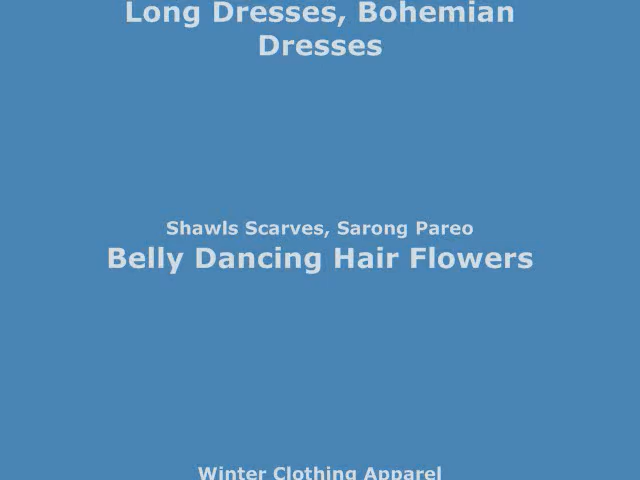 Long Dresses, Bohemian
Dresses
Shawls Scarves, Sarong Pareo
Belly Dancing Hair Flowers
Winter Clothing Apparel